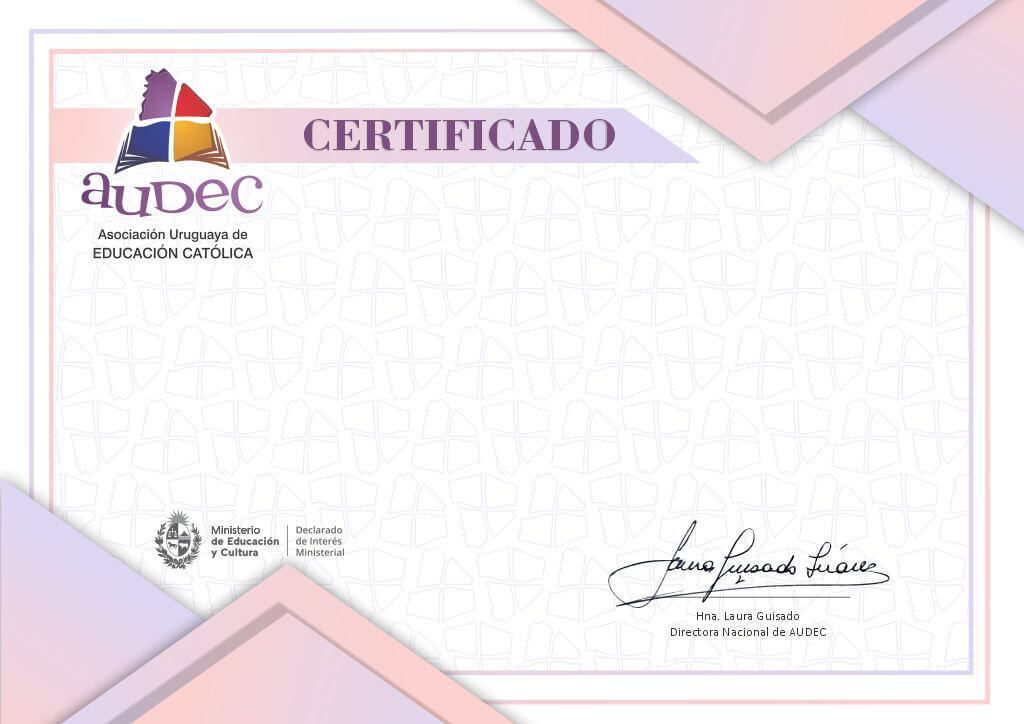 CERTIFICADO
auDec
Asociación Uruguaya de
EDUCACIÓN CATÓLICA
Ministerio
de Educación
y Cultura
Declarado
de Interés
Ministerial
Laura Guisado Suárez
Hna. Laura Guisado
Directora Nacional de AUDEC